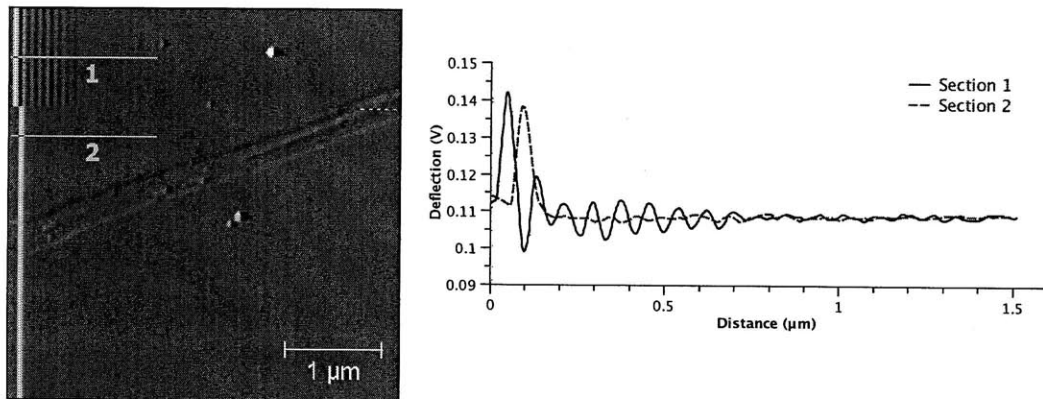 1
2
1 µm
0.15
0.14
0.13
0.12
0.11
0.1
0.09
Deflection (V)
Section 1
Section 2
0
0.5
1
1.5
Distance (µm)